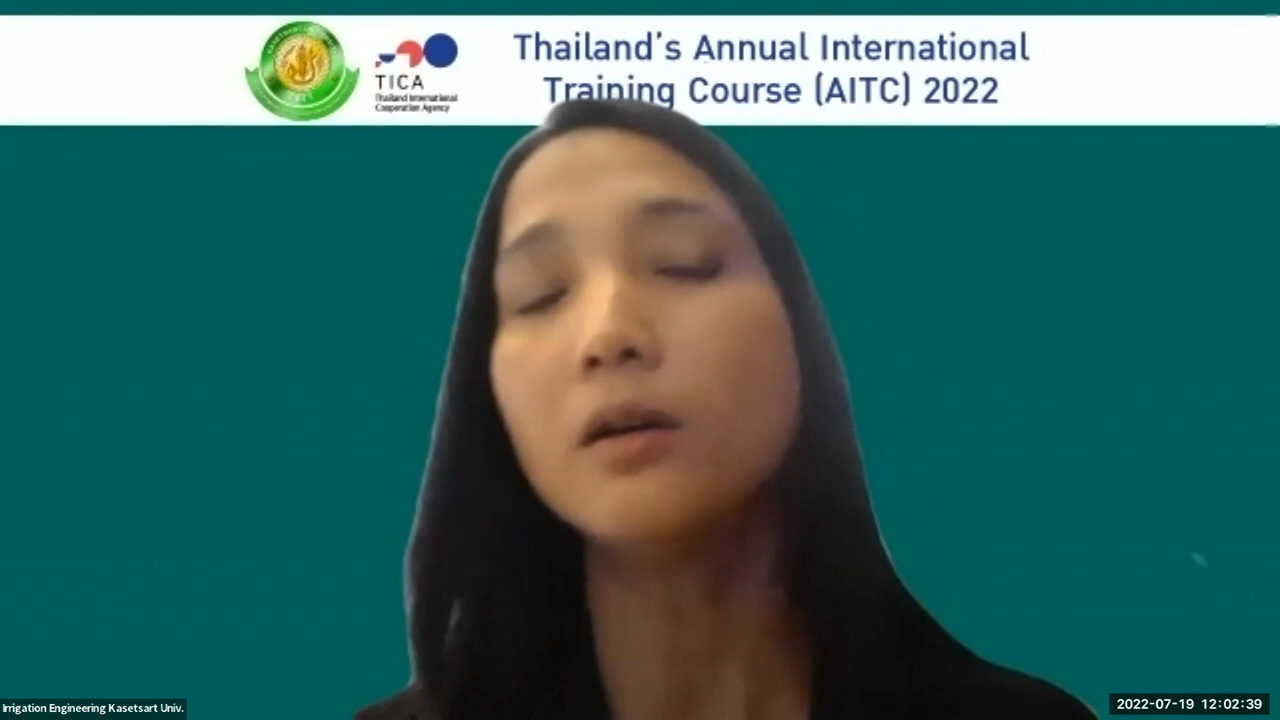 TICA
Thailand International
Cooperation Agency
Thailand's Annual International
Training Course (AITC) 2022
Irrigation Engineering Kasetsart Univ.
2022-07-19 12:02:39